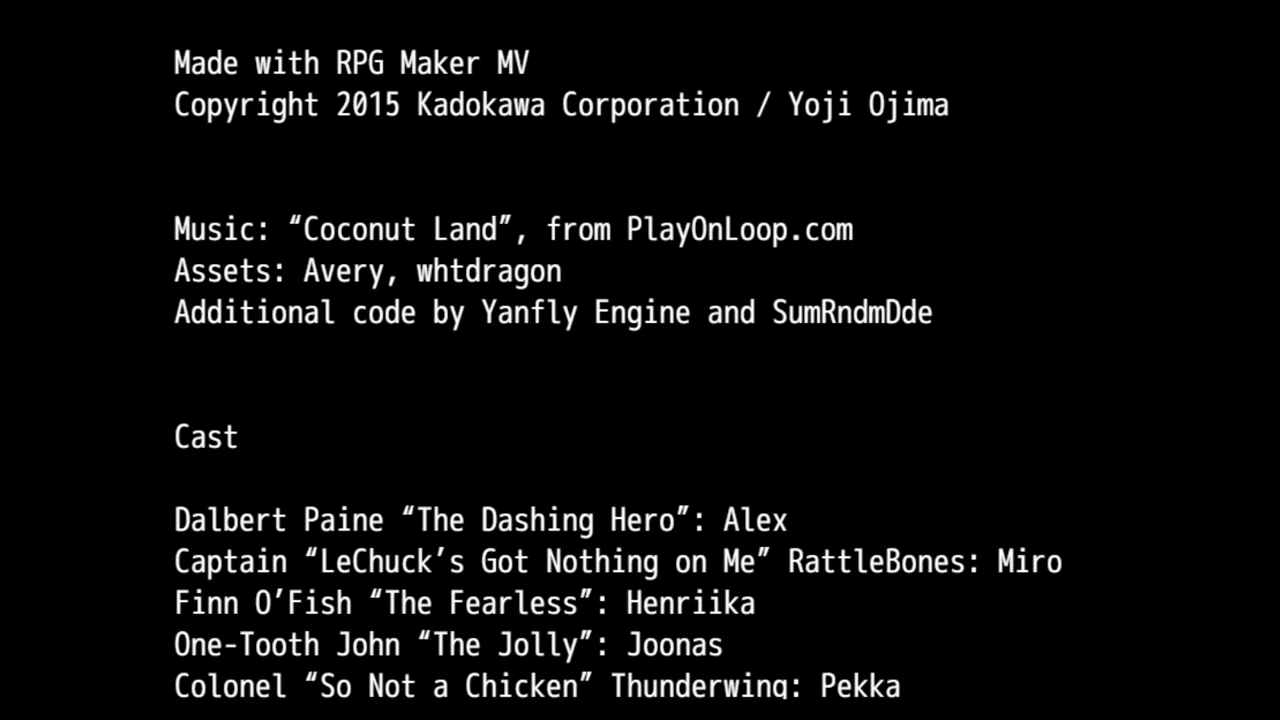 Made with RPG Maker MV
Copyright 2015 Kadokawa Corporation / Yoji Ojima
Music: “Coconut Land”, from PlayOnLoop.com
Assets: Avery, whtdragon
Additional code by Yanfly Engine and SumRndmDde
Cast
Dalbert Paine “The Dashing Hero”: Alex
Captain “LeChuck’s Got Nothing on Me” RattleBones: Miro
Finn O’Fish “The Fearless”: Henriika
One-Tooth John “The Jolly”: Joonas
Colonel “So Not a Chicken” Thunderwing: Pekka